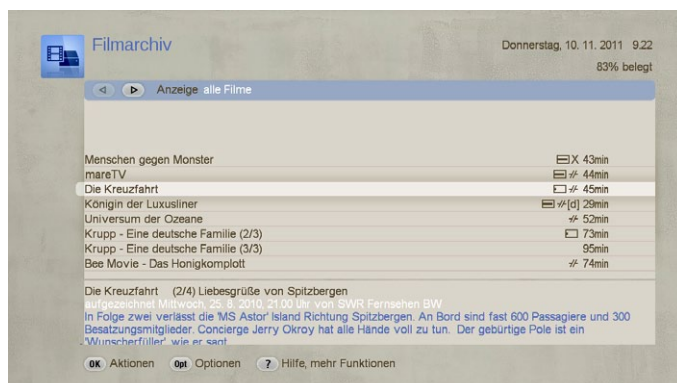 Filmarchiv
Donnerstag, 10. 11. 2011 9.22
83% belegt
Anzeige alle Filme
Menschen gegen Monster X 43min
mareTV 44min
Die Kreuzfahrt 45min
Königin der Luxusliner [d] 29min
Universum der Ozeane 52min
Krupp - Eine deutsche Familie (2/3) 73min
Krupp - Eine deutsche Familie (3/3) 95min
Bee Movie - Das Honigkomplott 74min
Die Kreuzfahrt (2/4) Liebesgrüße von Spitzbergen
aufgezeichnet Mittwoch, 25. 8. 2010, 21.00 Uhr von SWR Fernsehen BW
In Folge zwei verlässt die 'MS Astor' Island Richtung Spitzbergen. An Bord sind fast 600 Passagiere und 300
Besatzungsmitglieder. Concierge Jerry Okroy hat alle Hände voll zu tun. Der gebürtige Pole ist ein
'Wunscherfüller', wie er sagt
OK Aktionen Opt Optionen ? Hilfe, mehr Funktionen